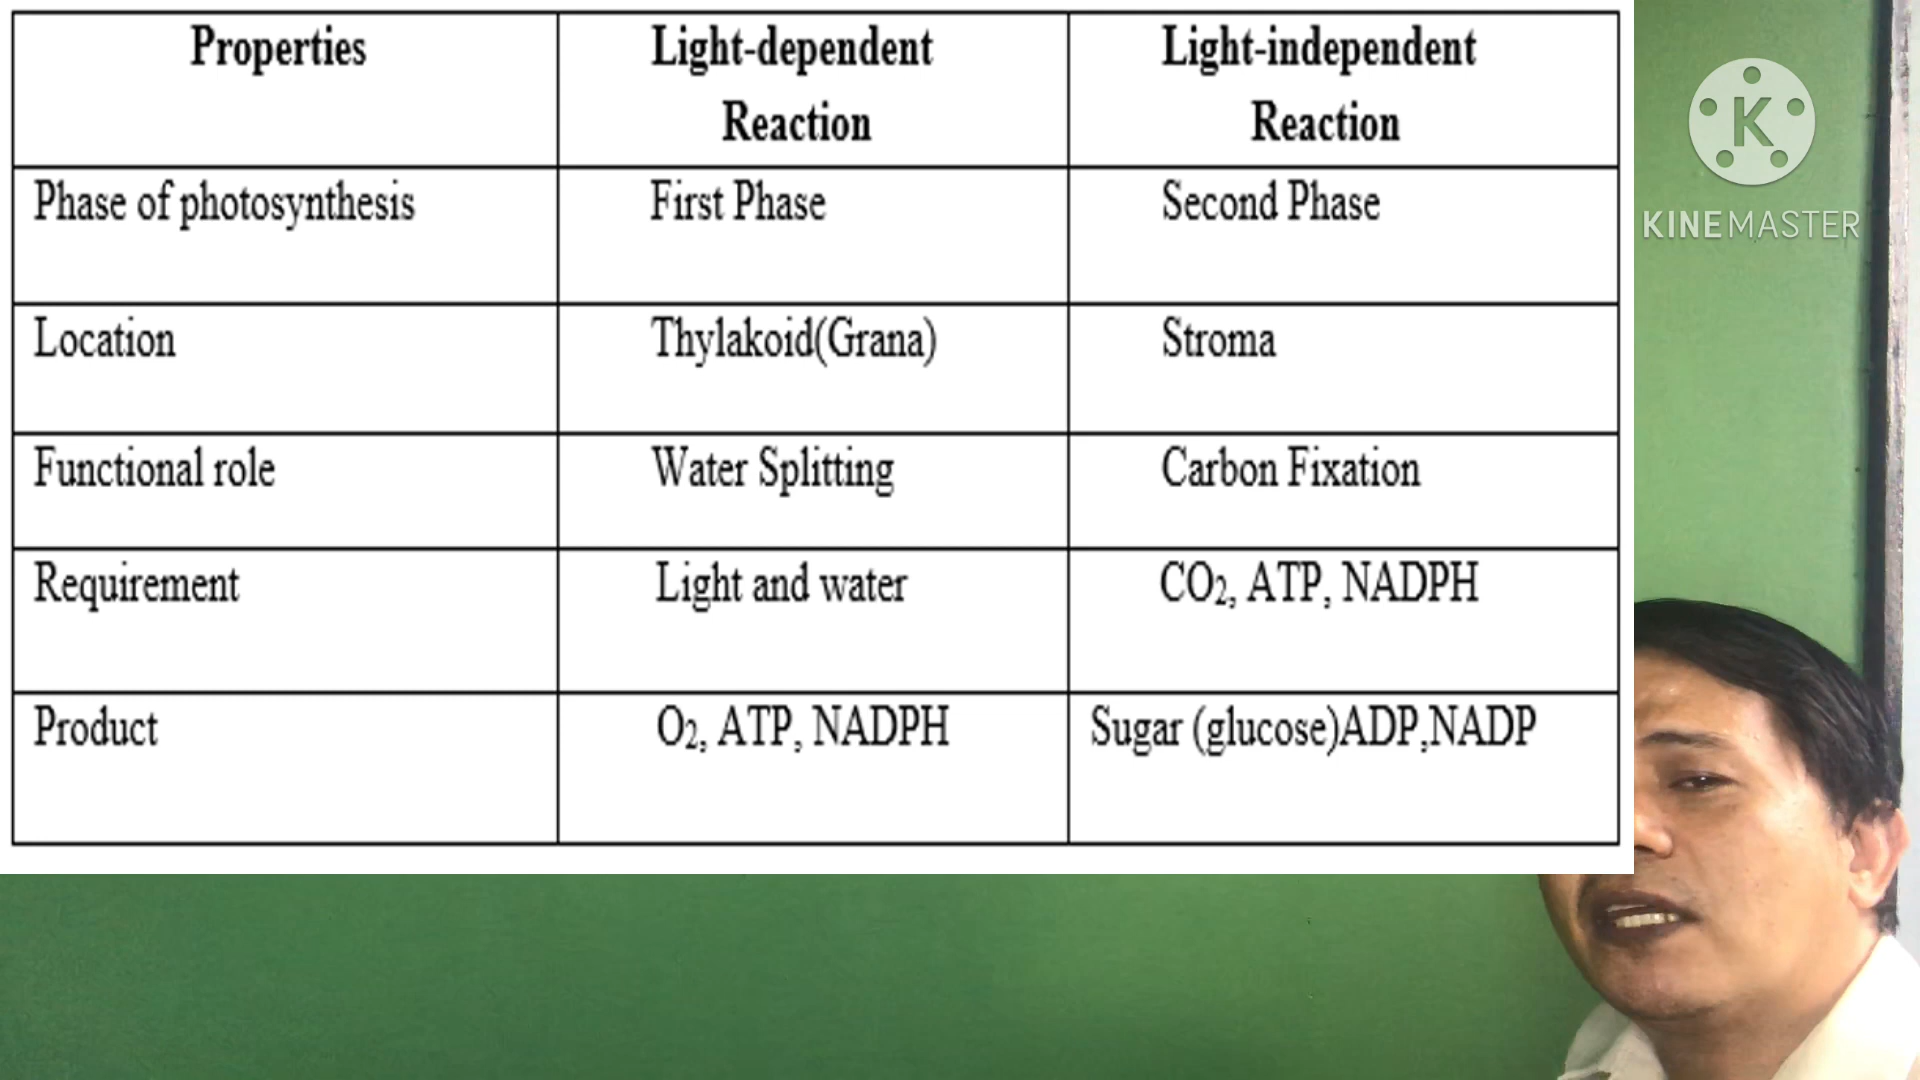 Properties Light-dependent Light-independent
Reaction Reaction
Phase of photosynthesis First Phase Second Phase
Location Thylakoid(Grana) Stroma
Functional role Water Splitting Carbon Fixation
Requirement Light and water CO2, ATP, NADPH
Product O2, ATP, NADPH Sugar (glucose)ADP,NADP
K
KINEMASTER